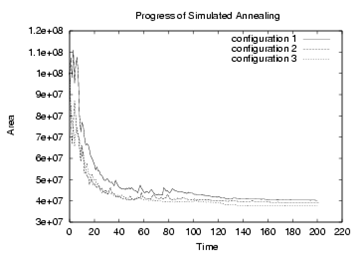 Progress of Simulated Annealing
configuration 1
configuration 2
configuration 3
1.2e+08
1.1e+08
1e+08
9e+07
8e+07
7e+07
6e+07
5e+07
4e+07
3e+07
Area
0 20 40 60 80 100 120 140 160 180 200 220
Time